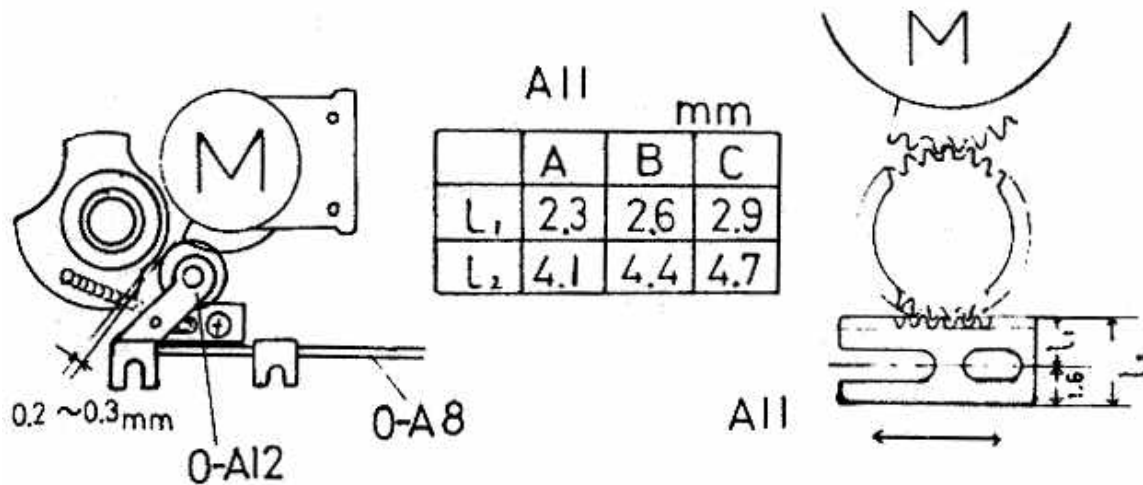 M
0.2 ~0.3mm
0-A12
0-A8
A11
mm
A B C
L₁ 2.3 2.6 2.9
L₂ 4.1 4.4 4.7
M
L₁
1.6
A11